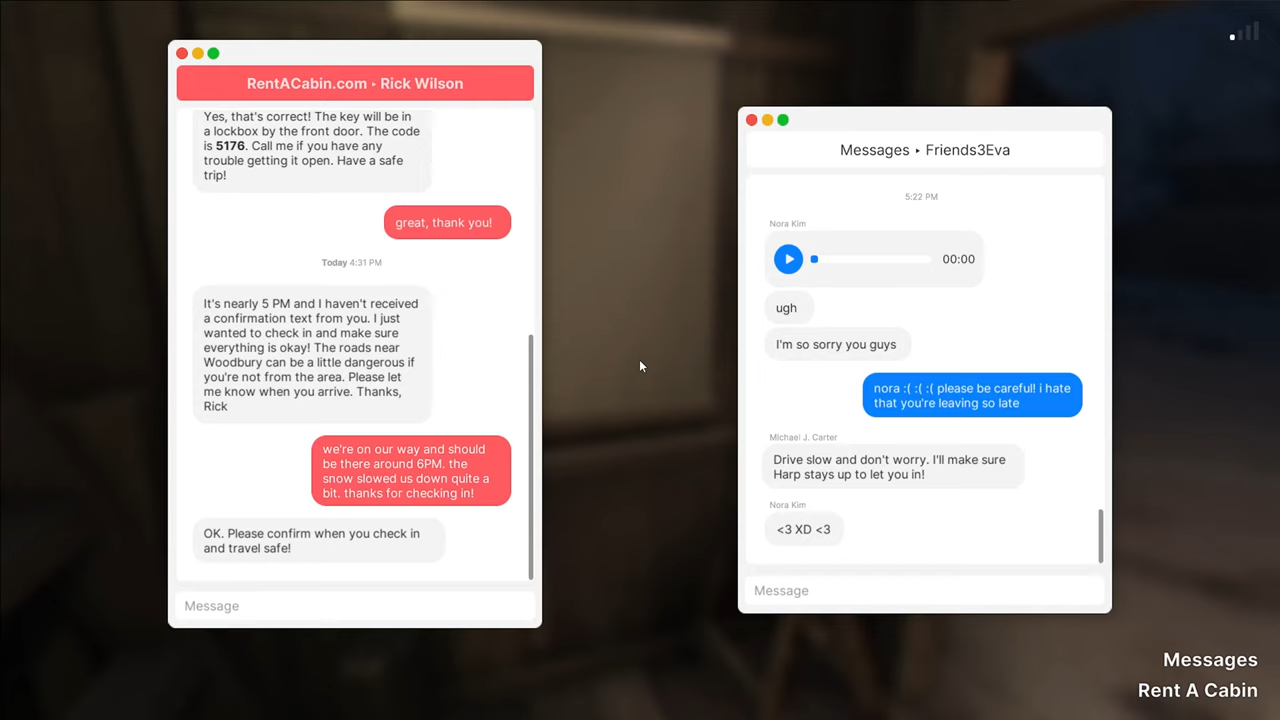 RentACabin.com ▸ Rick Wilson
Yes, that's correct! The key will be in
a lockbox by the front door. The code
is 5176. Call me if you have any
trouble getting it open. Have a safe
trip!
great, thank you!
Today 4:31 PM
It's nearly 5 PM and I haven't received
a confirmation text from you. I just
wanted to check in and make sure
everything is okay! The roads near
Woodbury can be a little dangerous if
you're not from the area. Please let
me know when you arrive. Thanks,
Rick
we're on our way and should
be there around 6PM. the
snow slowed us down quite a
bit. thanks for checking in!
OK. Please confirm when you check in
and travel safe!
Message
Messages ▸ Friends3Eva
5:22 PM
Nora Kim
00:00
ugh
I'm so sorry you guys
nora :( :( :( please be careful! i hate
that you're leaving so late
Michael J. Carter
Drive slow and don't worry. I'll make sure
Harp stays up to let you in!
Nora Kim
<3 XD <3
Message
Messages
Rent A Cabin